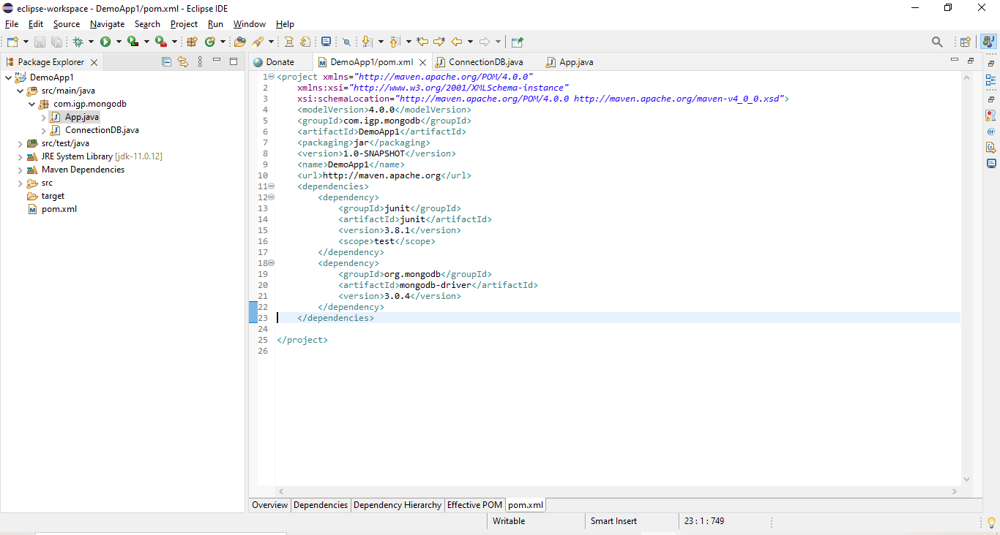 eclipse-workspace - DemoApp1/pom.xml - Eclipse IDE
File Edit Source Navigate Search Project Run Window Help
Package Explorer
DemoApp1
src/main/java
com.igp.mongodb
App.java
ConnectionDB.java
src/test/java
JRE System Library [jdk-11.0.12]
Maven Dependencies
src
target
pom.xml
Donate DemoApp1/pom.xml ConnectionDB.java App.java
1 <project xmlns="http://maven.apache.org/POM/4.0.0"
2 xmlns:xsi="http://www.w3.org/2001/XMLSchema-instance"
3 xsi:schemaLocation="http://maven.apache.org/POM/4.0.0 http://maven.apache.org/maven-v4_0_0.xsd">
4 <modelVersion>4.0.0</modelVersion>
5 <groupId>com.igp.mongodb</groupId>
6 <artifactId>DemoApp1</artifactId>
7 <packaging>jar</packaging>
8 <version>1.0-SNAPSHOT</version>
9 <name>DemoApp1</name>
10 <url>http://maven.apache.org</url>
11 <dependencies>
12 <dependency>
13 <groupId>junit</groupId>
14 <artifactId>junit</artifactId>
15 <version>3.8.1</version>
16 <scope>test</scope>
17 </dependency>
18 <dependency>
19 <groupId>org.mongodb</groupId>
20 <artifactId>mongodb-driver</artifactId>
21 <version>3.0.4</version>
22 </dependency>
23 </dependencies>
24
25 </project>
26
Overview Dependencies Dependency Hierarchy Effective POM pom.xml
Writable Smart Insert 23 : 1 : 749